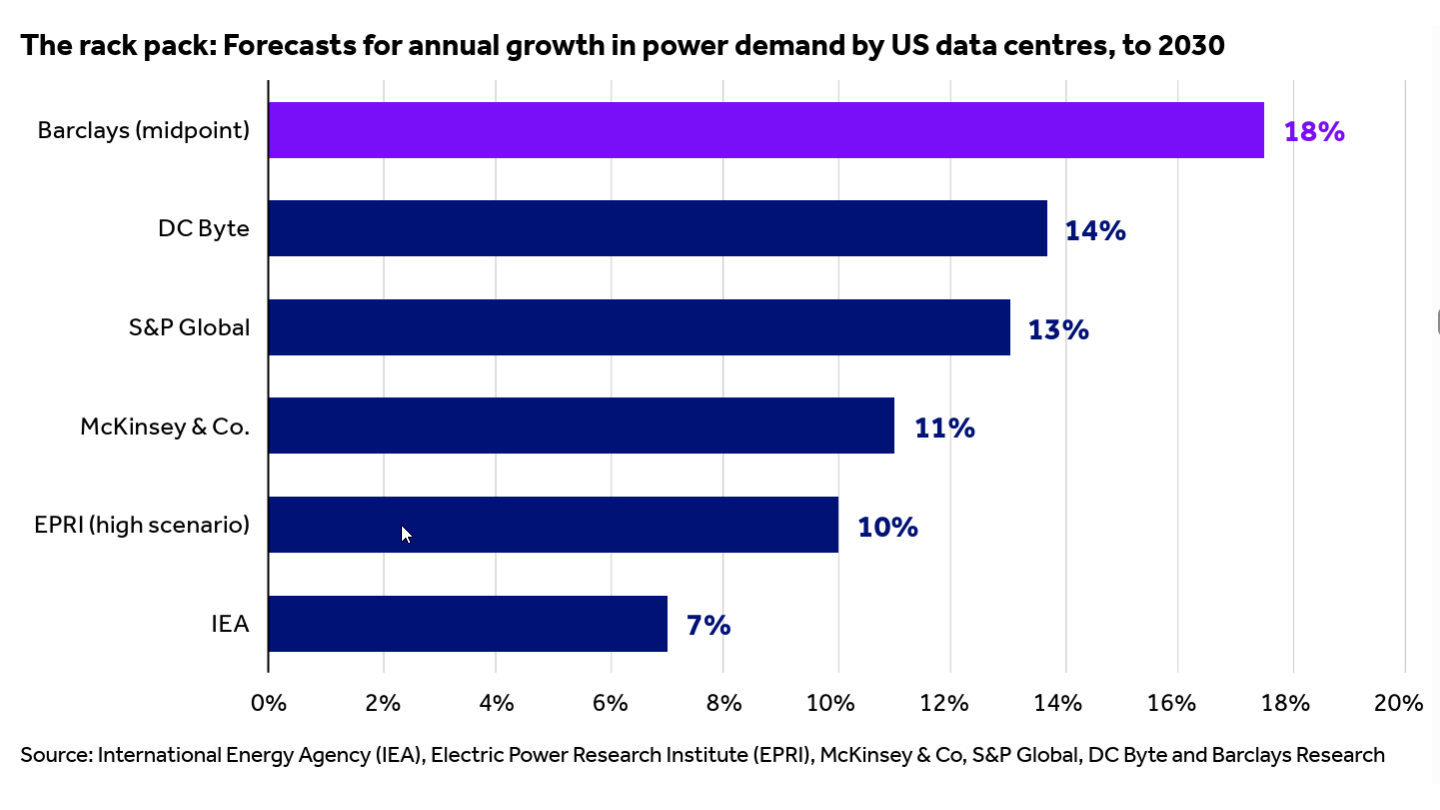 The rack pack: Forecasts for annual growth in power demand by US data centres, to 2030
Barclays (midpoint) 18%
DC Byte 14%
S&P Global 13%
McKinsey & Co. 11%
EPRI (high scenario) 10%
IEA 7%
0% 2% 4% 6% 8% 10% 12% 14% 16% 18% 20%
Source: International Energy Agency (IEA), Electric Power Research Institute (EPRI), McKinsey & Co, S&P Global, DC Byte and Barclays Research